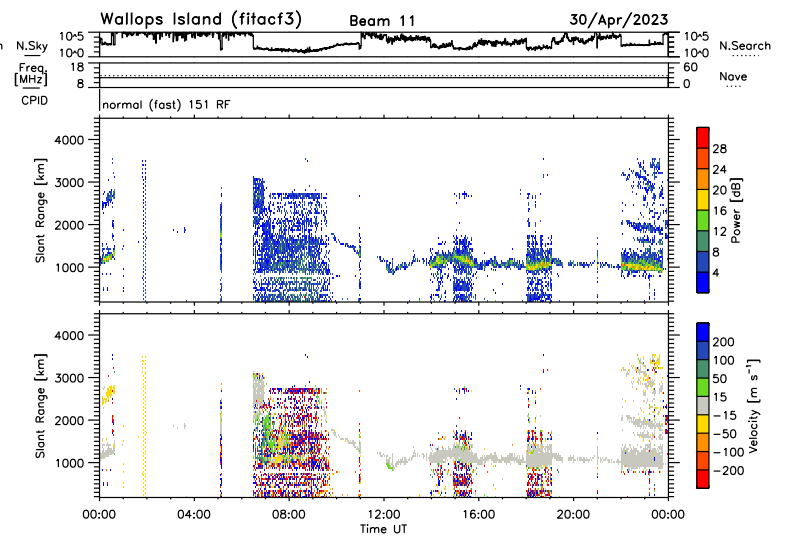 Wallops Island (fitacf3) Beam 11 30/Apr/2023
n N.Sky 10^5 10^0 10^5 10^0 N.Search
Freq. [MHz] 18 8 60 0 Nave
CPID normal (fast) 151 RF
Slant Range [km] 4000 3000 2000 1000
28 24 20 16 12 8 4 Power [dB]
Slant Range [km] 4000 3000 2000 1000
200 100 50 15 −15 −50 −100 −200 Velocity [m s⁻¹]
00:00 04:00 08:00 12:00 16:00 20:00 00:00
Time UT